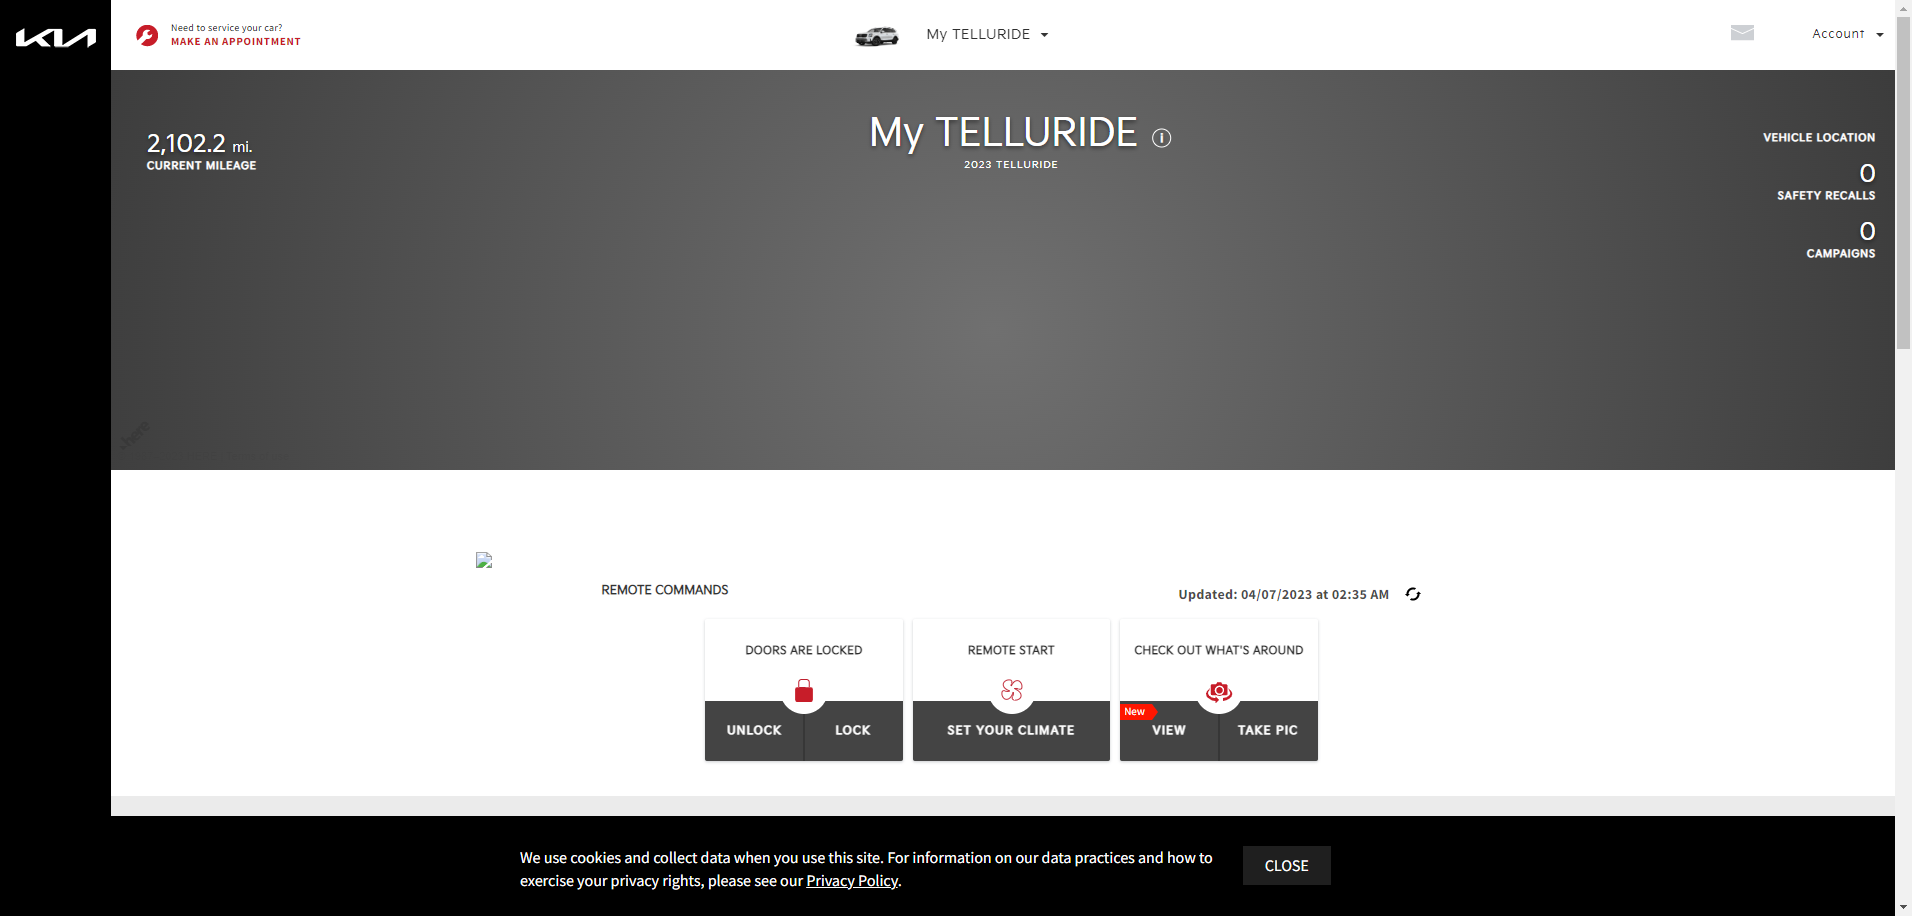 KIA
Need to service your car?
MAKE AN APPOINTMENT
My TELLURIDE
Account
2,102.2 mi.
CURRENT MILEAGE
My TELLURIDE
i
2023 TELLURIDE
VEHICLE LOCATION
0
SAFETY RECALLS
0
CAMPAIGNS
here
REMOTE COMMANDS
Updated: 04/07/2023 at 02:35 AM
DOORS ARE LOCKED
UNLOCK
LOCK
REMOTE START
SET YOUR CLIMATE
CHECK OUT WHAT'S AROUND
New
VIEW
TAKE PIC
We use cookies and collect data when you use this site. For information on our data practices and how to
exercise your privacy rights, please see our Privacy Policy.
CLOSE